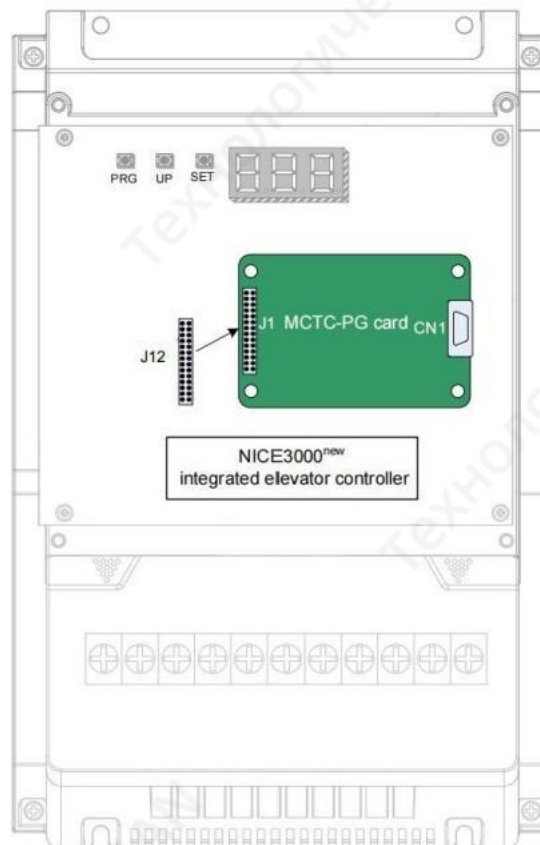 PRG UP SET
J1 MCTC-PG card CN1
J12
NICE3000new
integrated elevator controller